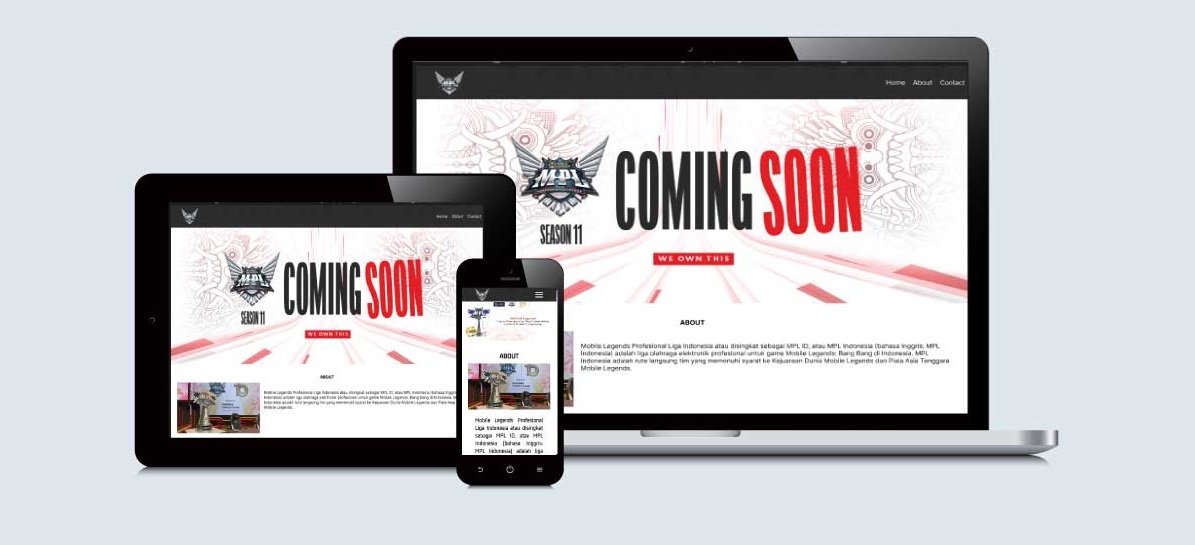 Home About Contact
MPL
COMING SOON
SEASON 11
WE OWN THIS
ABOUT
Mobile Legends Profesional Liga Indonesia atau disingkat sebagai MPL ID, atau MPL Indonesia (bahasa Inggris: MPL
Indonesia) adalah liga olahraga elektronik profesional untuk game Mobile Legends: Bang Bang di Indonesia. MPL
Indonesia adalah rute langsung tim yang memenuhi syarat ke Kejuaraan Dunia Mobile Legends dan Piala Asia Tenggara
Mobile Legends.
Home About Contact
MPL
COMING SOON
SEASON 11
WE OWN THIS
ABOUT
Mobile Legends Profesional Liga Indonesia atau disingkat sebagai MPL ID, atau MPL Indonesia (bahasa Inggris:
Indonesia) adalah liga olahraga elektronik profesional untuk game Mobile Legends: Bang Bang di Indonesia.
Indonesia adalah rute langsung tim yang memenuhi syarat ke Kejuaraan Dunia Mobile Legends dan Piala Asia
Mobile Legends.
ABOUT
Mobile Legends Profesional
Liga Indonesia atau disingkat
sebagai MPL ID, atau MPL
Indonesia (bahasa Inggris:
MPL Indonesia) adalah liga